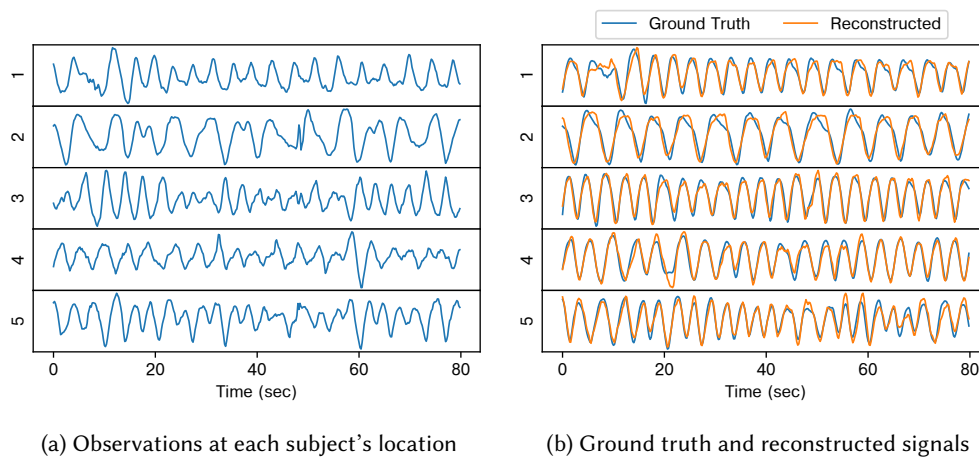 Ground Truth Reconstructed
1
2
3
4
5
0 20 40 60 80
Time (sec)
(a) Observations at each subject's location
1
2
3
4
5
0 20 40 60 80
Time (sec)
(b) Ground truth and reconstructed signals